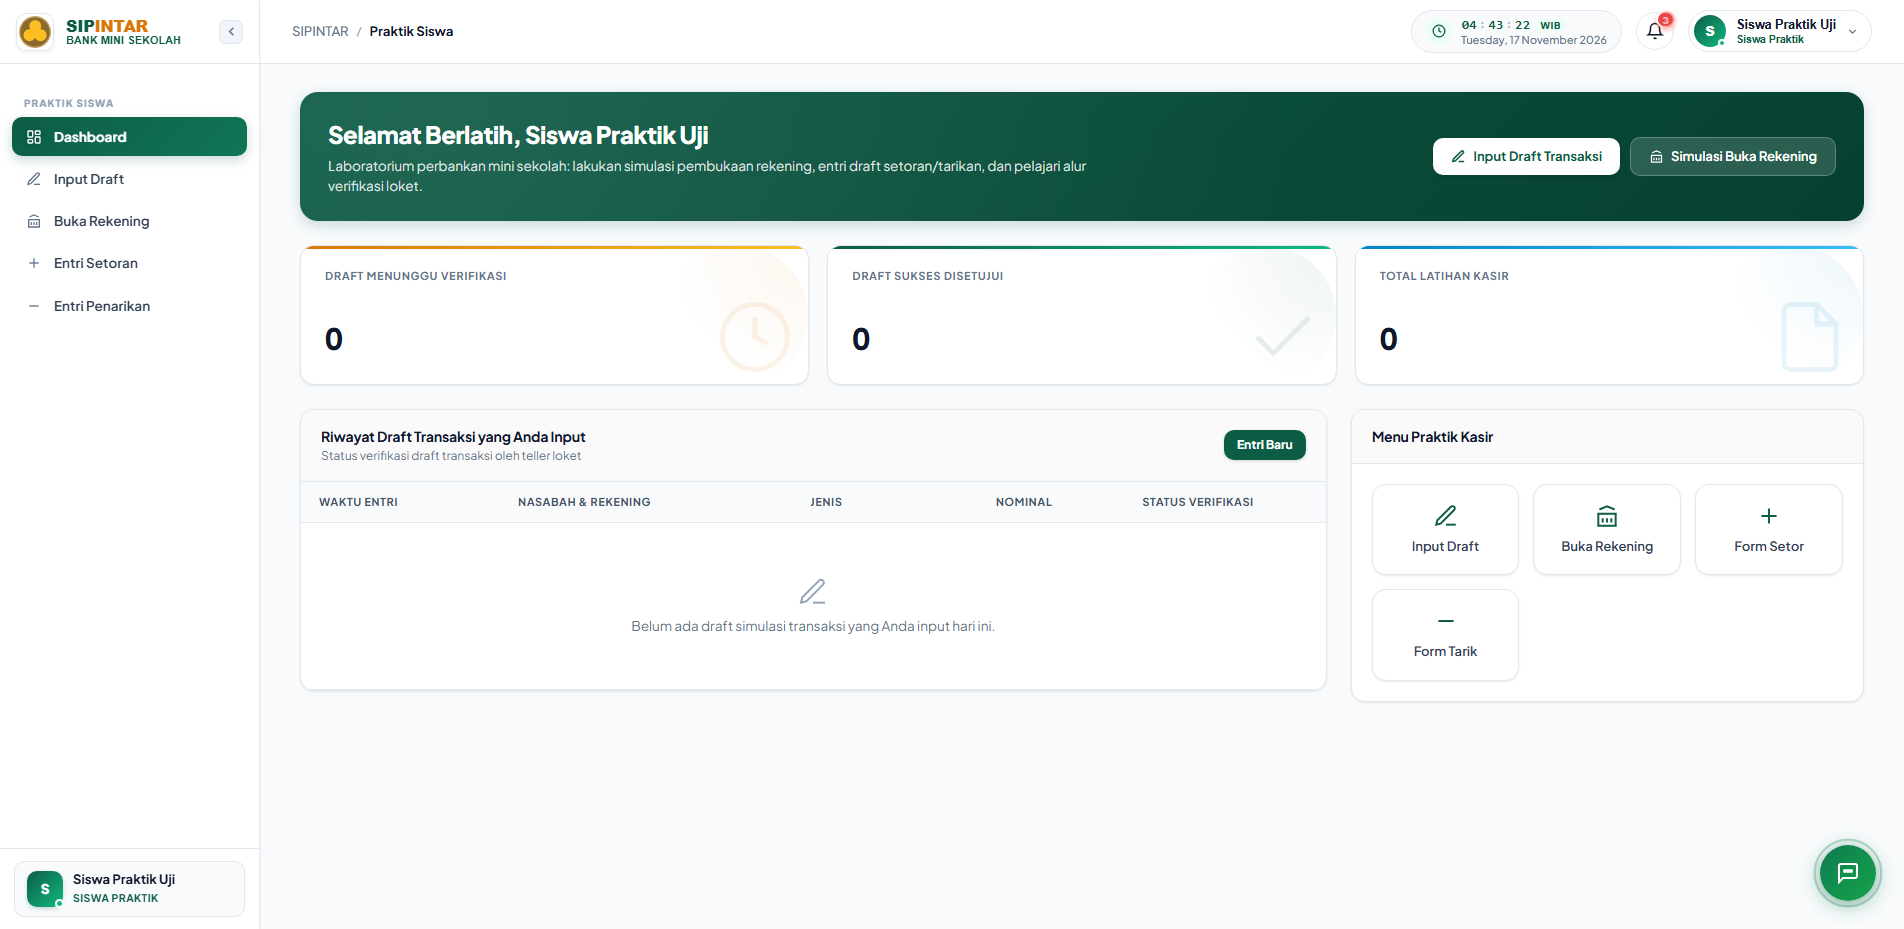 SIPINTAR
BANK MINI SEKOLAH
SIPINTAR / Praktik Siswa
04 : 43 : 22 WIB
Tuesday, 17 November 2026
3
S
Siswa Praktik Uji
Siswa Praktik
PRAKTIK SISWA
Dashboard
Input Draft
Buka Rekening
Entri Setoran
Entri Penarikan
Selamat Berlatih, Siswa Praktik Uji
Laboratorium perbankan mini sekolah: lakukan simulasi pembukaan rekening, entri draft setoran/tarikan, dan pelajari alur
verifikasi loket.
Input Draft Transaksi
Simulasi Buka Rekening
DRAFT MENUNGGU VERIFIKASI
0
DRAFT SUKSES DISETUJUI
0
TOTAL LATIHAN KASIR
0
Riwayat Draft Transaksi yang Anda Input
Status verifikasi draft transaksi oleh teller loket
Entri Baru
WAKTU ENTRI NASABAH & REKENING JENIS NOMINAL STATUS VERIFIKASI
Belum ada draft simulasi transaksi yang Anda input hari ini.
Menu Praktik Kasir
Input Draft
Buka Rekening
Form Setor
Form Tarik
S
Siswa Praktik Uji
SISWA PRAKTIK